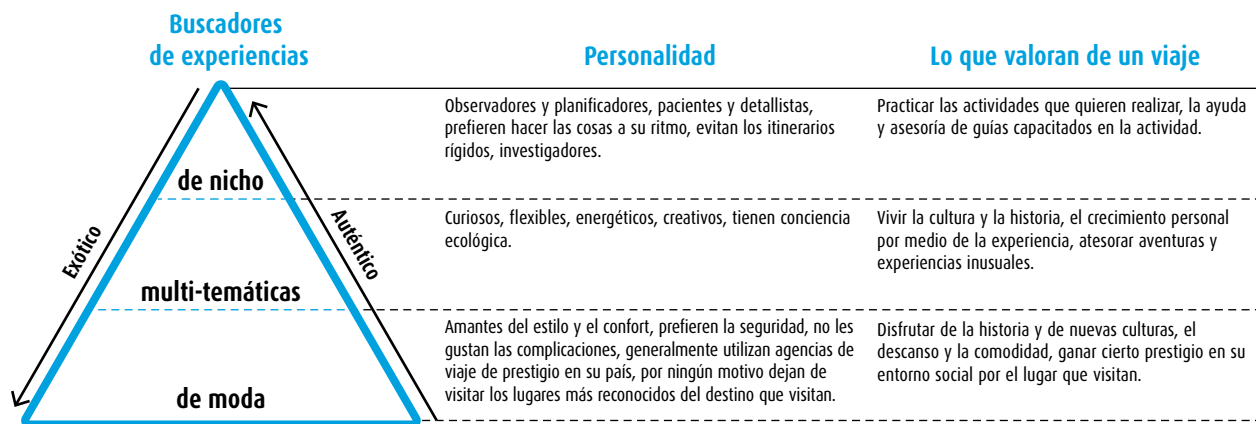 Buscadores
de experiencias
Personalidad
Lo que valoran de un viaje
Observadores y planificadores, pacientes y detallistas,
prefieren hacer las cosas a su ritmo, evitan los itinerarios
rígidos, investigadores.
Practicar las actividades que quieren realizar, la ayuda
y asesoría de guías capacitados en la actividad.
de nicho
Exótico
Auténtico
Curiosos, flexibles, energéticos, creativos, tienen conciencia
ecológica.
Vivir la cultura y la historia, el crecimiento personal
por medio de la experiencia, atesorar aventuras y
experiencias inusuales.
multi-temáticas
Amantes del estilo y el confort, prefieren la seguridad, no les
gustan las complicaciones, generalmente utilizan agencias de
viaje de prestigio en su país, por ningún motivo dejan de
visitar los lugares más reconocidos del destino que visitan.
Disfrutar de la historia y de nuevas culturas, el
descanso y la comodidad, ganar cierto prestigio en su
entorno social por el lugar que visitan.
de moda